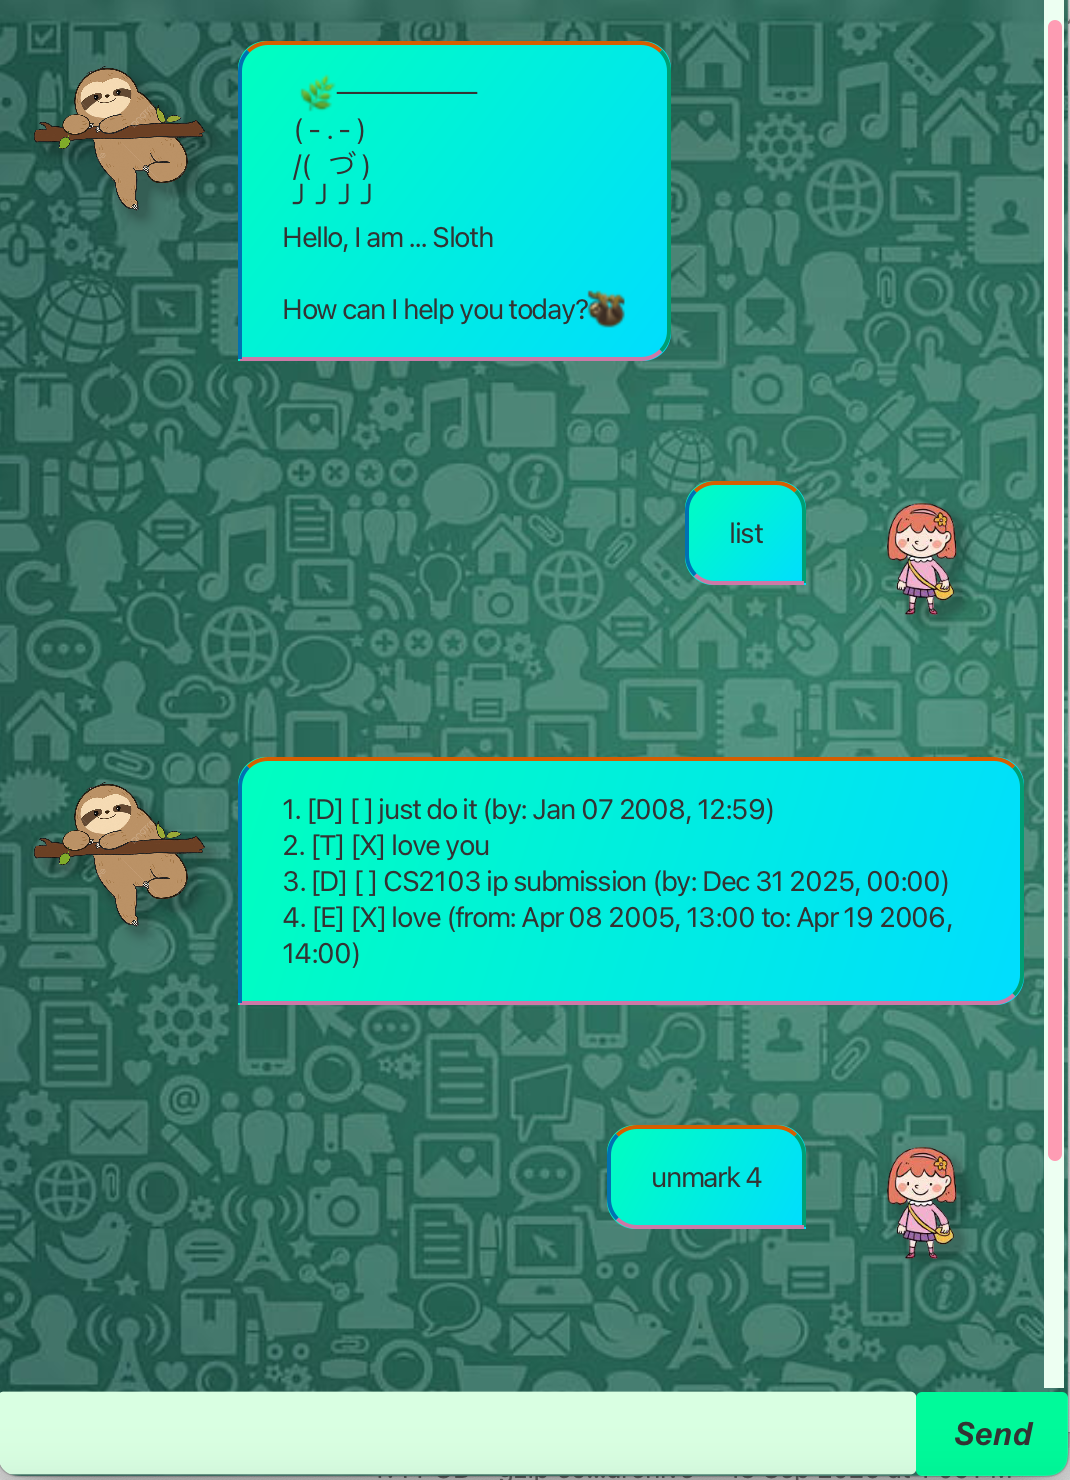 (-.-)
/( づ)
╯╯╯╯
Hello, I am ... Sloth
How can I help you today?
list
1. [D] [ ] just do it (by: Jan 07 2008, 12:59)
2. [T] [X] love you
3. [D] [ ] CS2103 ip submission (by: Dec 31 2025, 00:00)
4. [E] [X] love (from: Apr 08 2005, 13:00 to: Apr 19 2006,
14:00)
unmark 4
Send